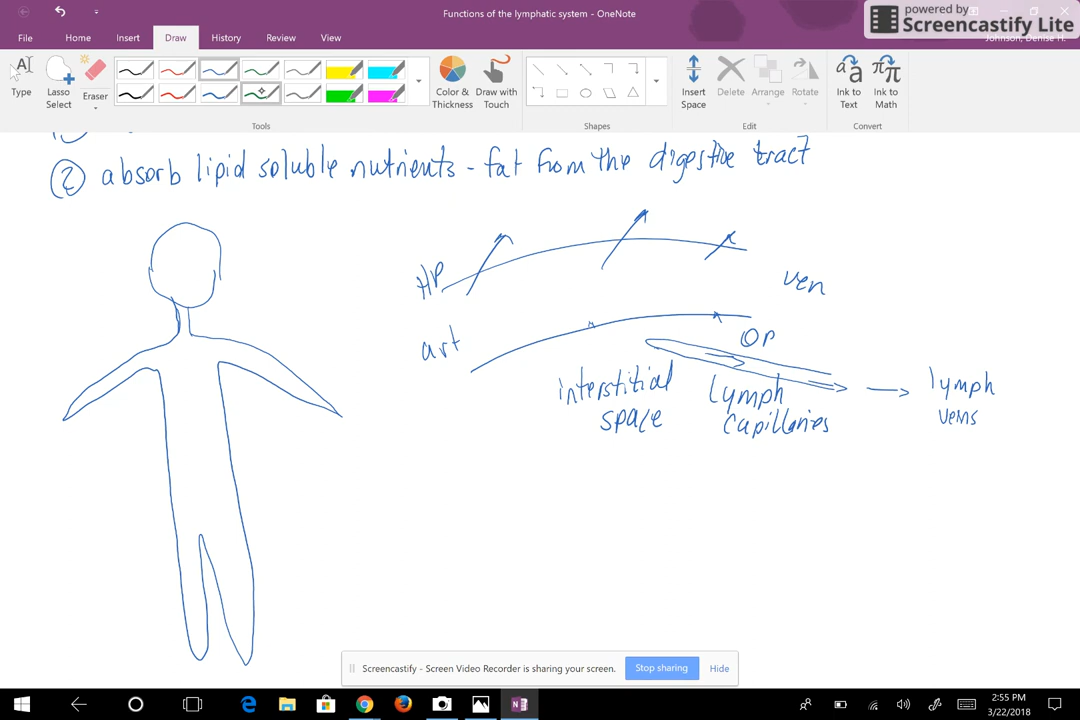 Functions of the lymphatic system - OneNote
powered by
Screencastify Lite
File Home Insert Draw History Review View
Johnson, Denise H.
Type
Lasso Select
Eraser
Color & Thickness
Draw with Touch
Insert Space
Delete
Arrange
Rotate
Ink to Text
Ink to Math
Tools
Shapes
Edit
Convert
② absorb lipid soluble nutrients - fat from the digestive tract
HP
ven
art
OP
interstitial
space
Lymph
Capillaries
lymph
veins
Screencastify - Screen Video Recorder is sharing your screen.
Stop sharing
Hide
2:55 PM
3/22/2018